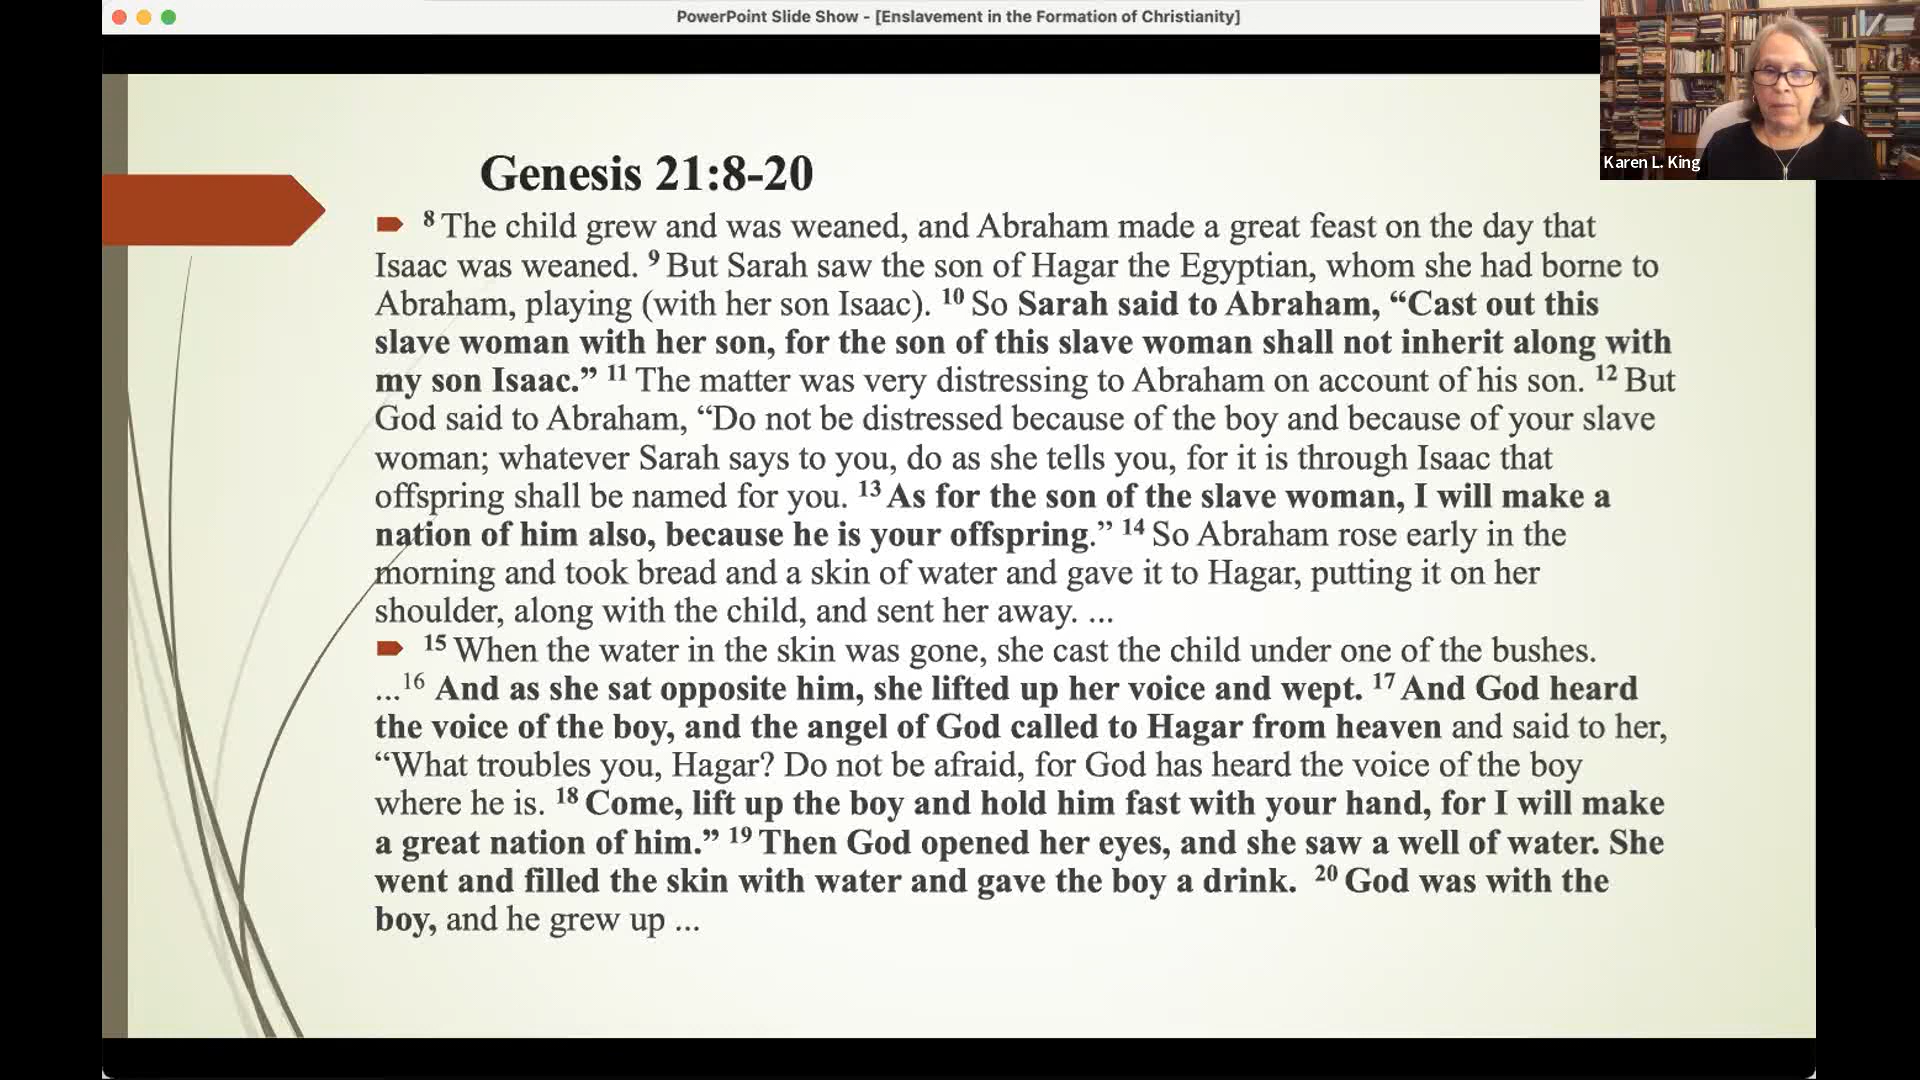 PowerPoint Slide Show - [Enslavement in the Formation of Christianity]
Karen L. King
Genesis 21:8-20
8 The child grew and was weaned, and Abraham made a great feast on the day that
Isaac was weaned. 9 But Sarah saw the son of Hagar the Egyptian, whom she had borne to
Abraham, playing (with her son Isaac). 10 So Sarah said to Abraham, “Cast out this
slave woman with her son, for the son of this slave woman shall not inherit along with
my son Isaac.” 11 The matter was very distressing to Abraham on account of his son. 12 But
God said to Abraham, “Do not be distressed because of the boy and because of your slave
woman; whatever Sarah says to you, do as she tells you, for it is through Isaac that
offspring shall be named for you. 13 As for the son of the slave woman, I will make a
nation of him also, because he is your offspring.” 14 So Abraham rose early in the
morning and took bread and a skin of water and gave it to Hagar, putting it on her
shoulder, along with the child, and sent her away. ...
15 When the water in the skin was gone, she cast the child under one of the bushes.
...16 And as she sat opposite him, she lifted up her voice and wept. 17 And God heard
the voice of the boy, and the angel of God called to Hagar from heaven and said to her,
“What troubles you, Hagar? Do not be afraid, for God has heard the voice of the boy
where he is. 18 Come, lift up the boy and hold him fast with your hand, for I will make
a great nation of him.” 19 Then God opened her eyes, and she saw a well of water. She
went and filled the skin with water and gave the boy a drink. 20 God was with the
boy, and he grew up ...